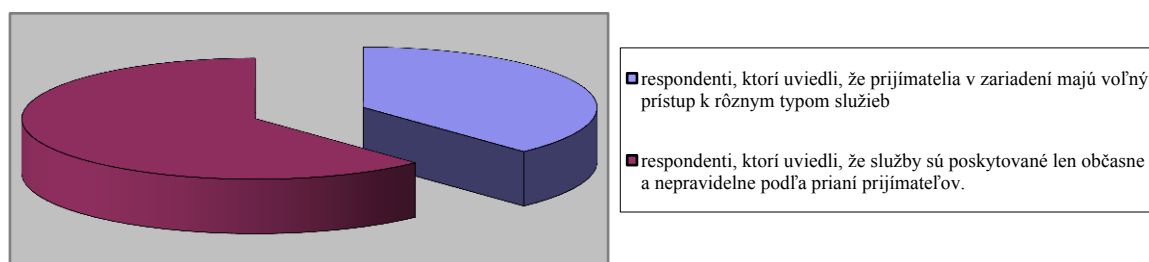 respondenti, ktorí uviedli, že prijímatelia v zariadení majú voľný
prístup k rôznym typom služieb
respondenti, ktorí uviedli, že služby sú poskytované len občasne
a nepravidelne podľa prianí prijímateľov.